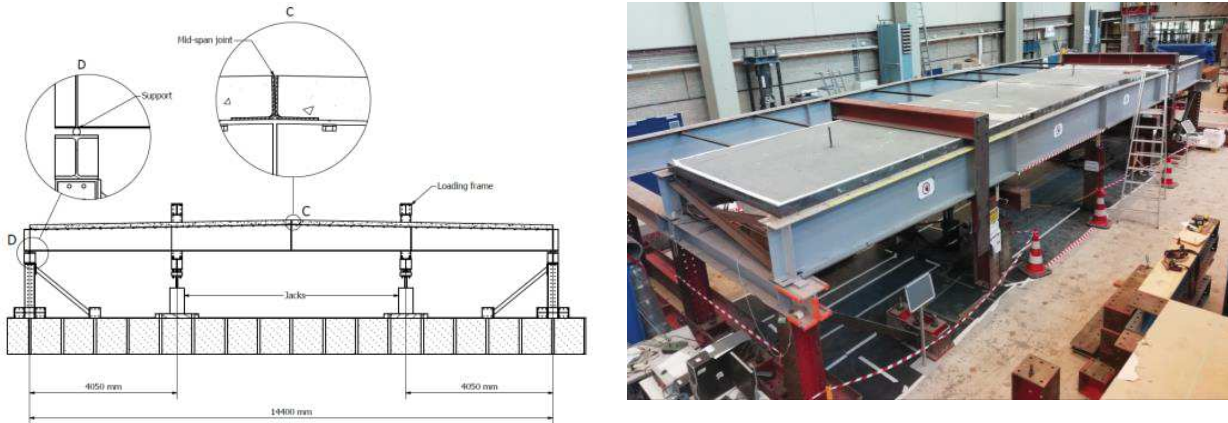 C
Mid-span joint
D
Support
Loading frame
C
D
Jacks
4050 mm
4050 mm
14400 mm